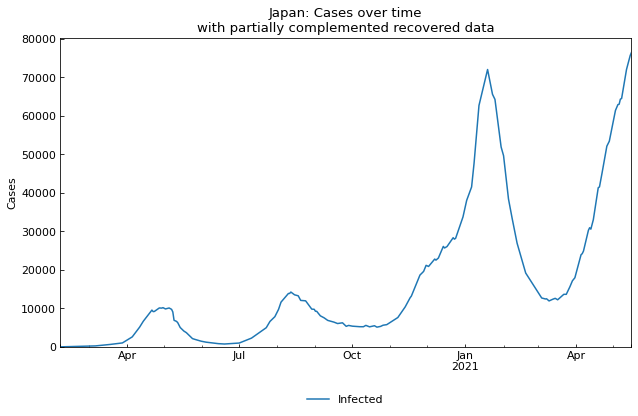 Japan: Cases over time
with partially complemented recovered data
80000
70000
60000
50000
40000
30000
20000
10000
0
Cases
Apr Jul Oct Jan Apr
2021
Infected